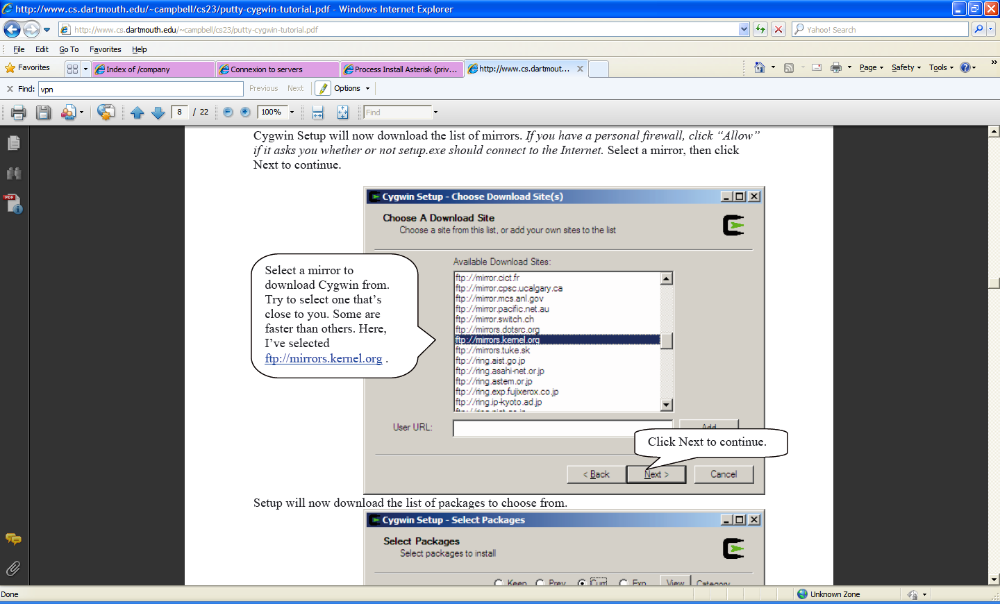 http://www.cs.dartmouth.edu/~campbell/cs23/putty-cygwin-tutorial.pdf - Windows Internet Explorer
http://www.cs.dartmouth.edu/~campbell/cs23/putty-cygwin-tutorial.pdf
Yahoo! Search
File Edit Go To Favorites Help
Favorites
Index of /company
Connexion to servers
Process Install Asterisk (priv...
http://www.cs.dartmout...
Page Safety Tools
Find: vpn Previous Next Options
8 / 22 100% Find
Cygwin Setup will now download the list of mirrors. If you have a personal firewall, click “Allow”
if it asks you whether or not setup.exe should connect to the Internet. Select a mirror, then click
Next to continue.
Cygwin Setup - Choose Download Site(s)
Choose A Download Site
Choose a site from this list, or add your own sites to the list
Select a mirror to
download Cygwin from.
Try to select one that’s
close to you. Some are
faster than others. Here,
I’ve selected
ftp://mirrors.kernel.org .
Available Download Sites:
ftp://mirror.cict.fr
ftp://mirror.cpsc.ucalgary.ca
ftp://mirror.mcs.anl.gov
ftp://mirror.pacific.net.au
ftp://mirror.switch.ch
ftp://mirrors.dotsrc.org
ftp://mirrors.kernel.org
ftp://mirrors.tuke.sk
ftp://ring.aist.go.jp
ftp://ring.asahi-net.or.jp
ftp://ring.astem.or.jp
ftp://ring.exp.fujixerox.co.jp
ftp://ring.ip-kyoto.ad.jp
User URL: Add
Click Next to continue.
< Back Next > Cancel
Setup will now download the list of packages to choose from.
Cygwin Setup - Select Packages
Select Packages
Select packages to install
Keep Prev Curr Exp View Category
Done
Unknown Zone